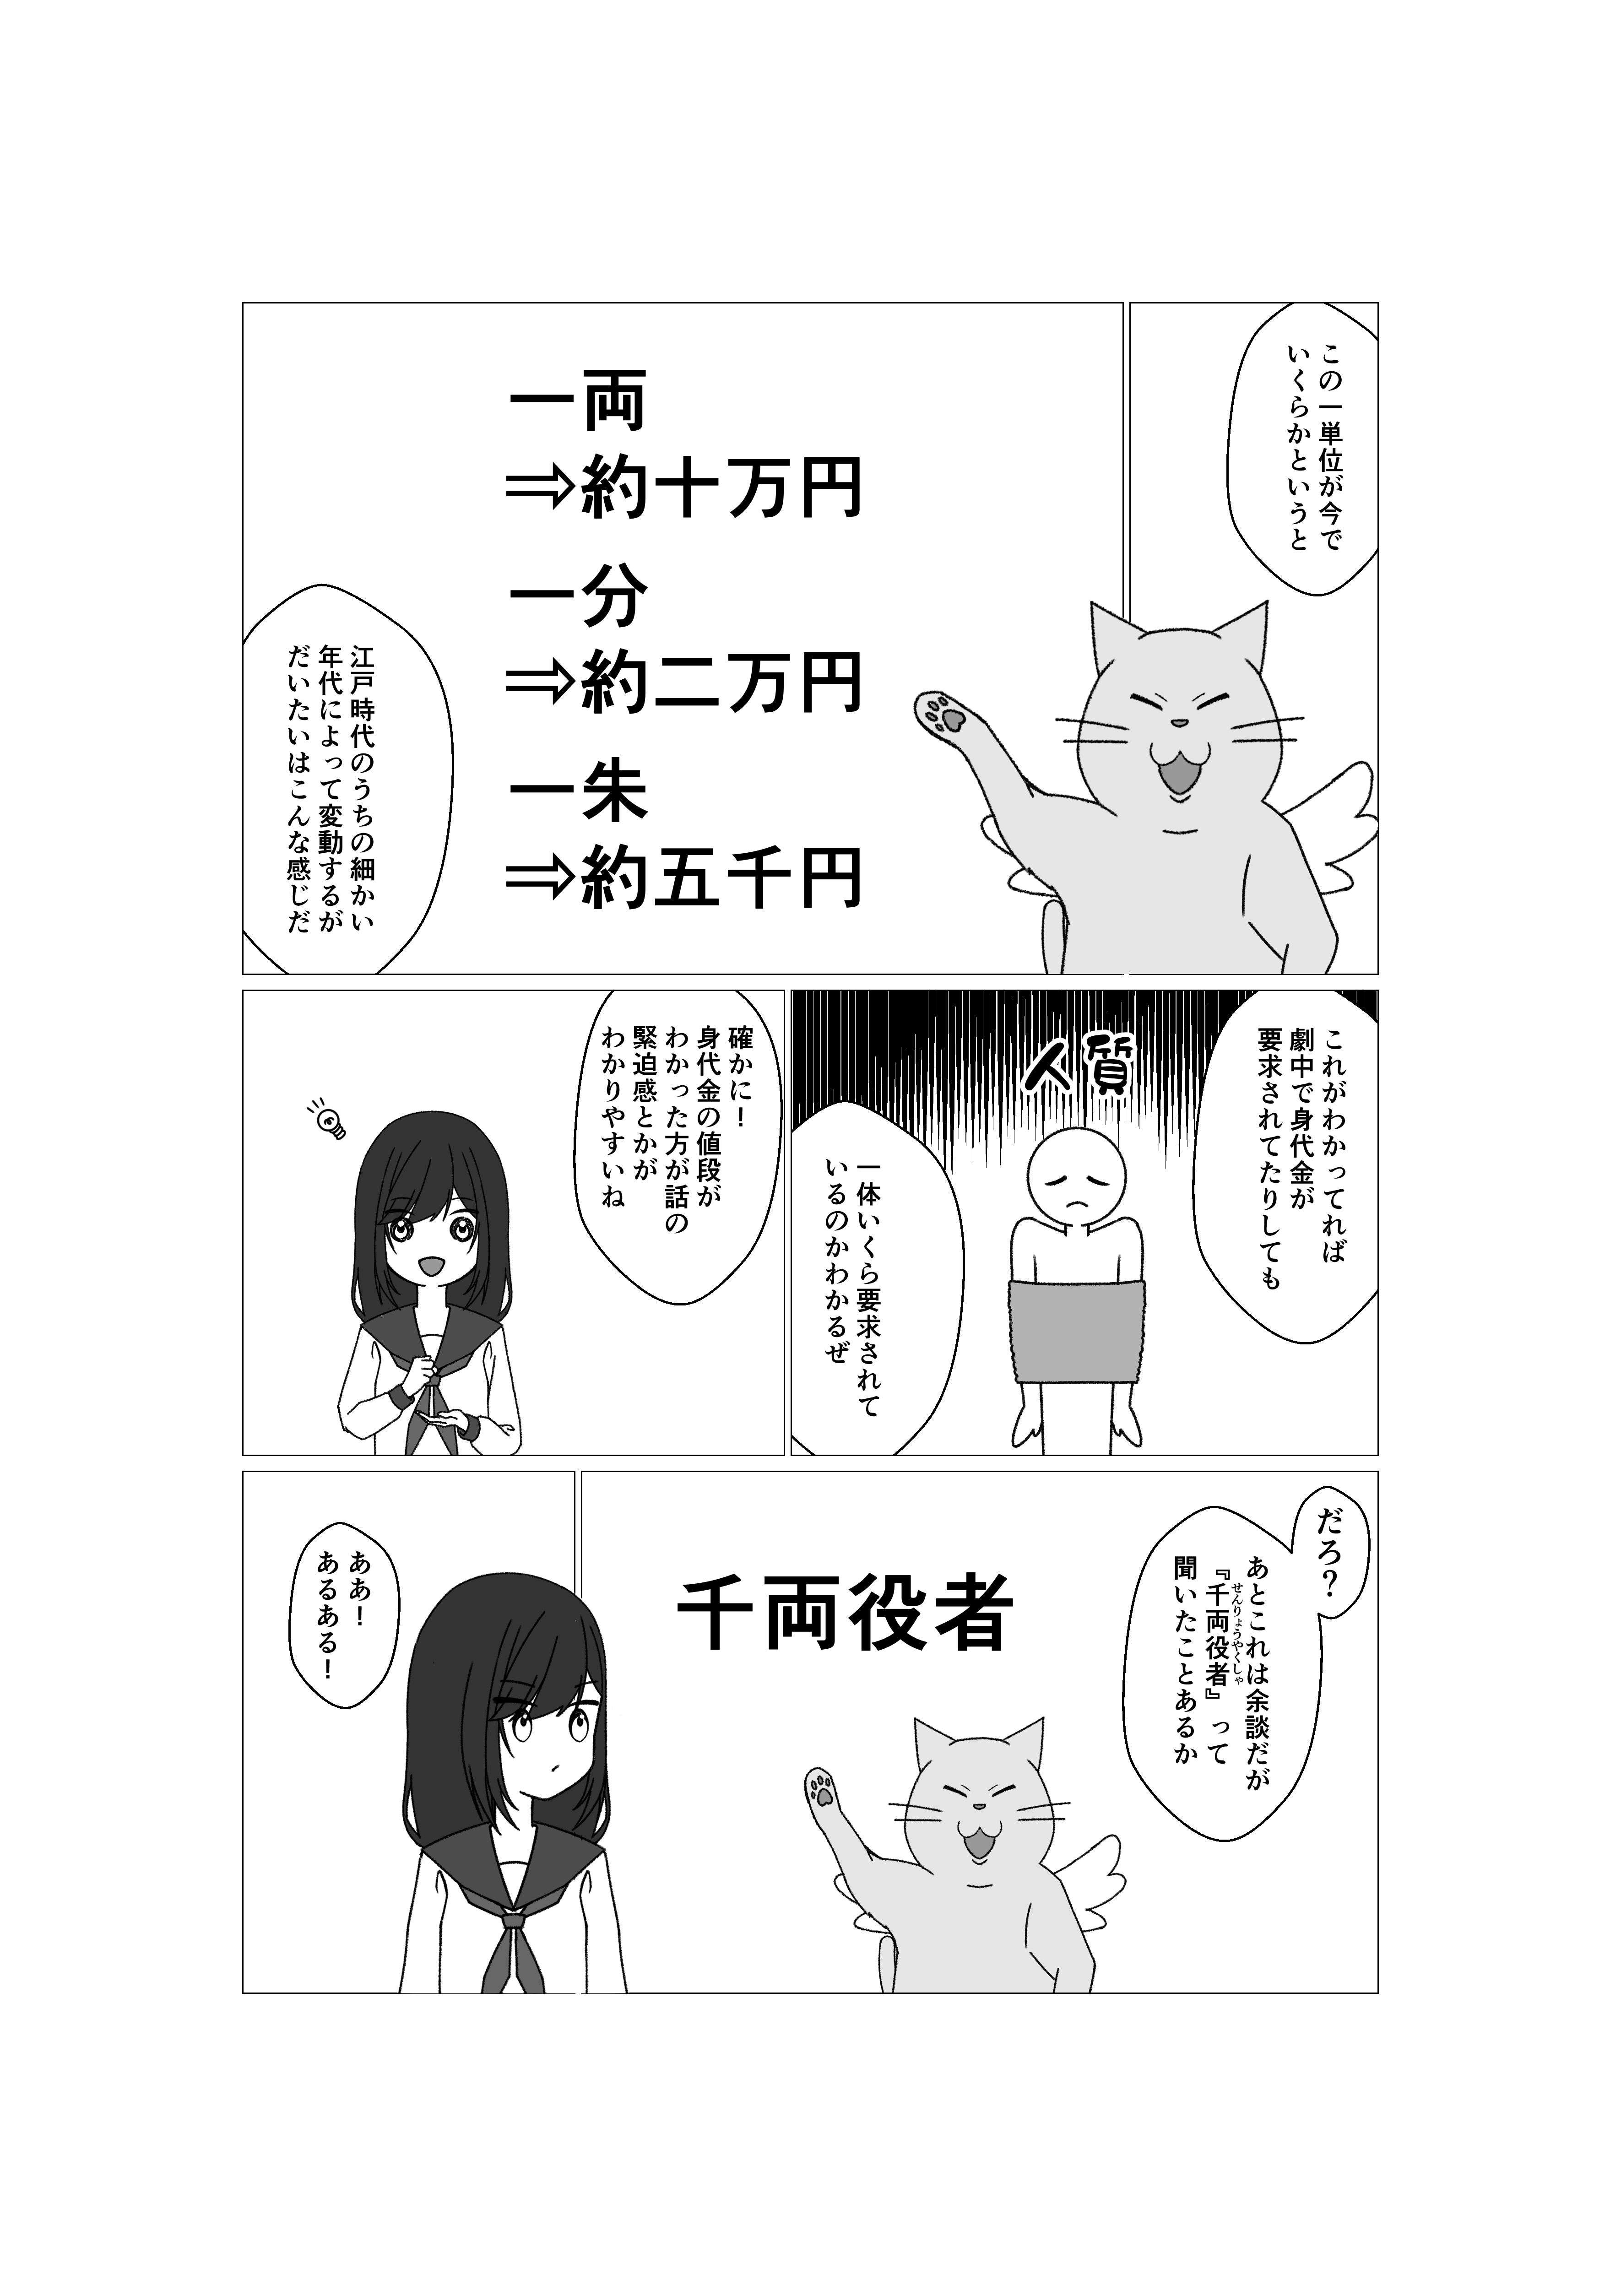 この一単位が今で
いくらかというと
一両
⇒約十万円
一分
⇒約二万円
一朱
⇒約五千円
江戸時代のうちの細かい
年代によって変動するが
だいたいはこんな感じだ
これがわかってれば
劇中で身代金が
要求されてたりしても
人質
一体いくら要求されて
いるのかわかるぜ
確かに！
身代金の値段が
わかった方が話の
緊迫感とかが
わかりやすいね
だろ？
あとこれは余談だが
『千両役者』って
せんりょうやくしゃ
聞いたことあるか
千両役者
ああ！
あるある！